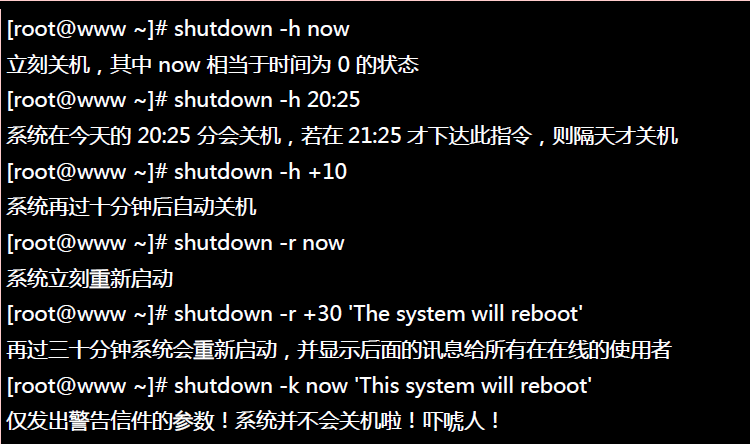 [root@www ~]# shutdown -h now
立刻关机，其中 now 相当于时间为 0 的状态
[root@www ~]# shutdown -h 20:25
系统在今天的 20:25 分会关机，若在 21:25 才下达此指令，则隔天才关机
[root@www ~]# shutdown -h +10
系统再过十分钟后自动关机
[root@www ~]# shutdown -r now
系统立刻重新启动
[root@www ~]# shutdown -r +30 'The system will reboot'
再过三十分钟系统会重新启动，并显示后面的讯息给所有在在线的使用者
[root@www ~]# shutdown -k now 'This system will reboot'
仅发出警告信件的参数！系统并不会关机啦！吓唬人！